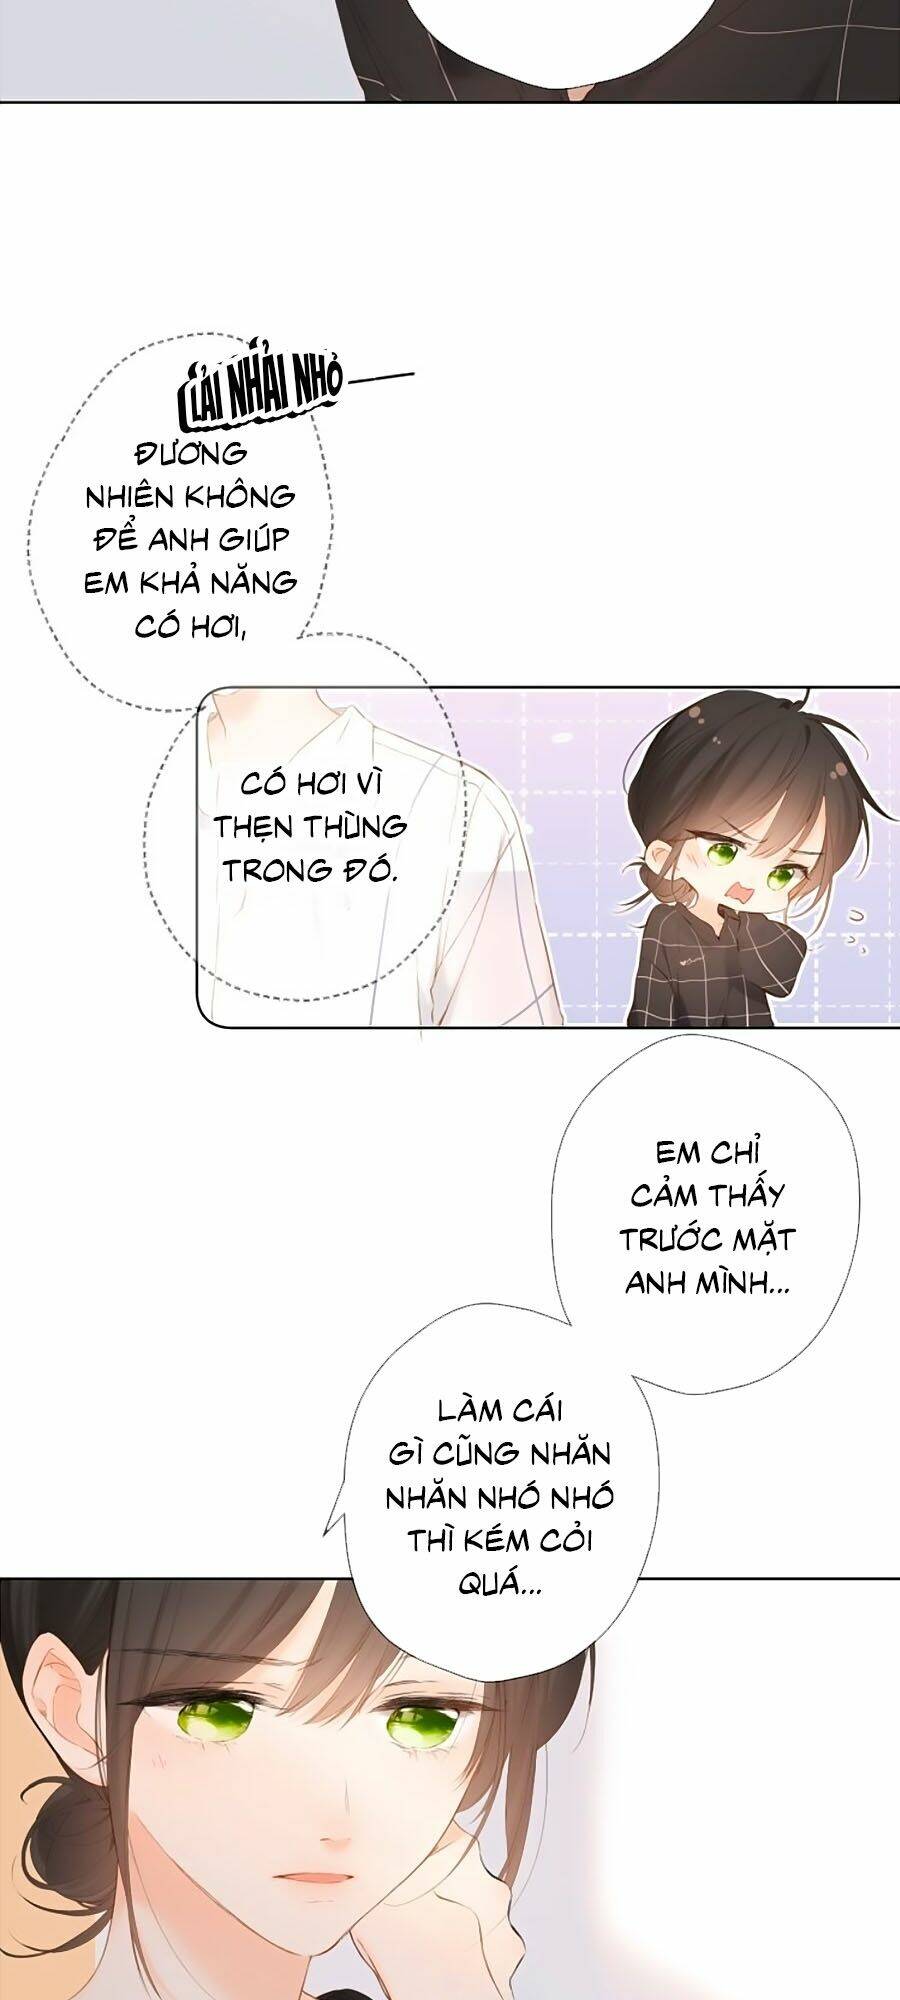 LẢI NHẢI NHỎ
ĐƯƠNG
NHIÊN KHÔNG
ĐỂ ANH GIÚP
EM KHẢ NĂNG
CÓ HƠI,
CÓ HƠI VÌ
THẸN THÙNG
TRONG ĐÓ.
EM CHỈ
CẢM THẤY
TRƯỚC MẶT
ANH MÌNH...
LÀM CÁI
GÌ CŨNG NHĂN
NHĂN NHÓ NHÓ
THÌ KÉM CỎI
QUÁ...